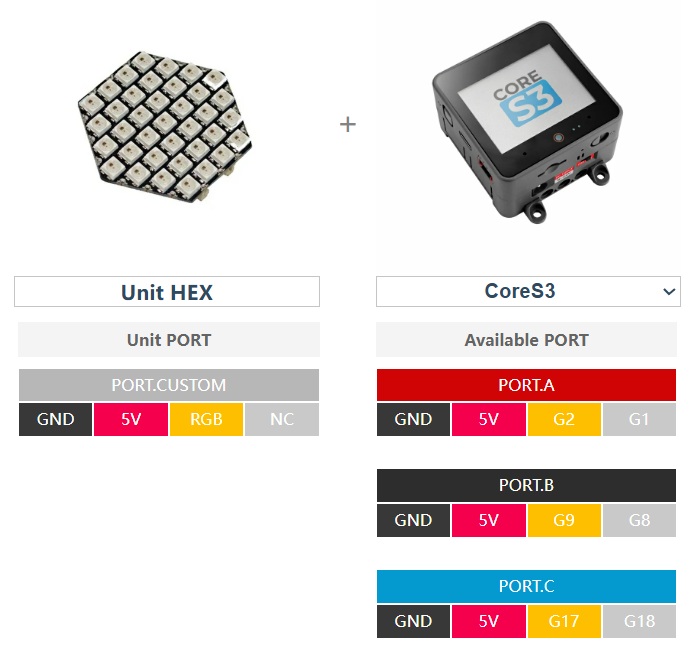 +
CORE
S3
Unit HEX
CoreS3
Unit PORT
Available PORT
PORT.CUSTOM
GND 5V RGB NC
PORT.A
GND 5V G2 G1
PORT.B
GND 5V G9 G8
PORT.C
GND 5V G17 G18